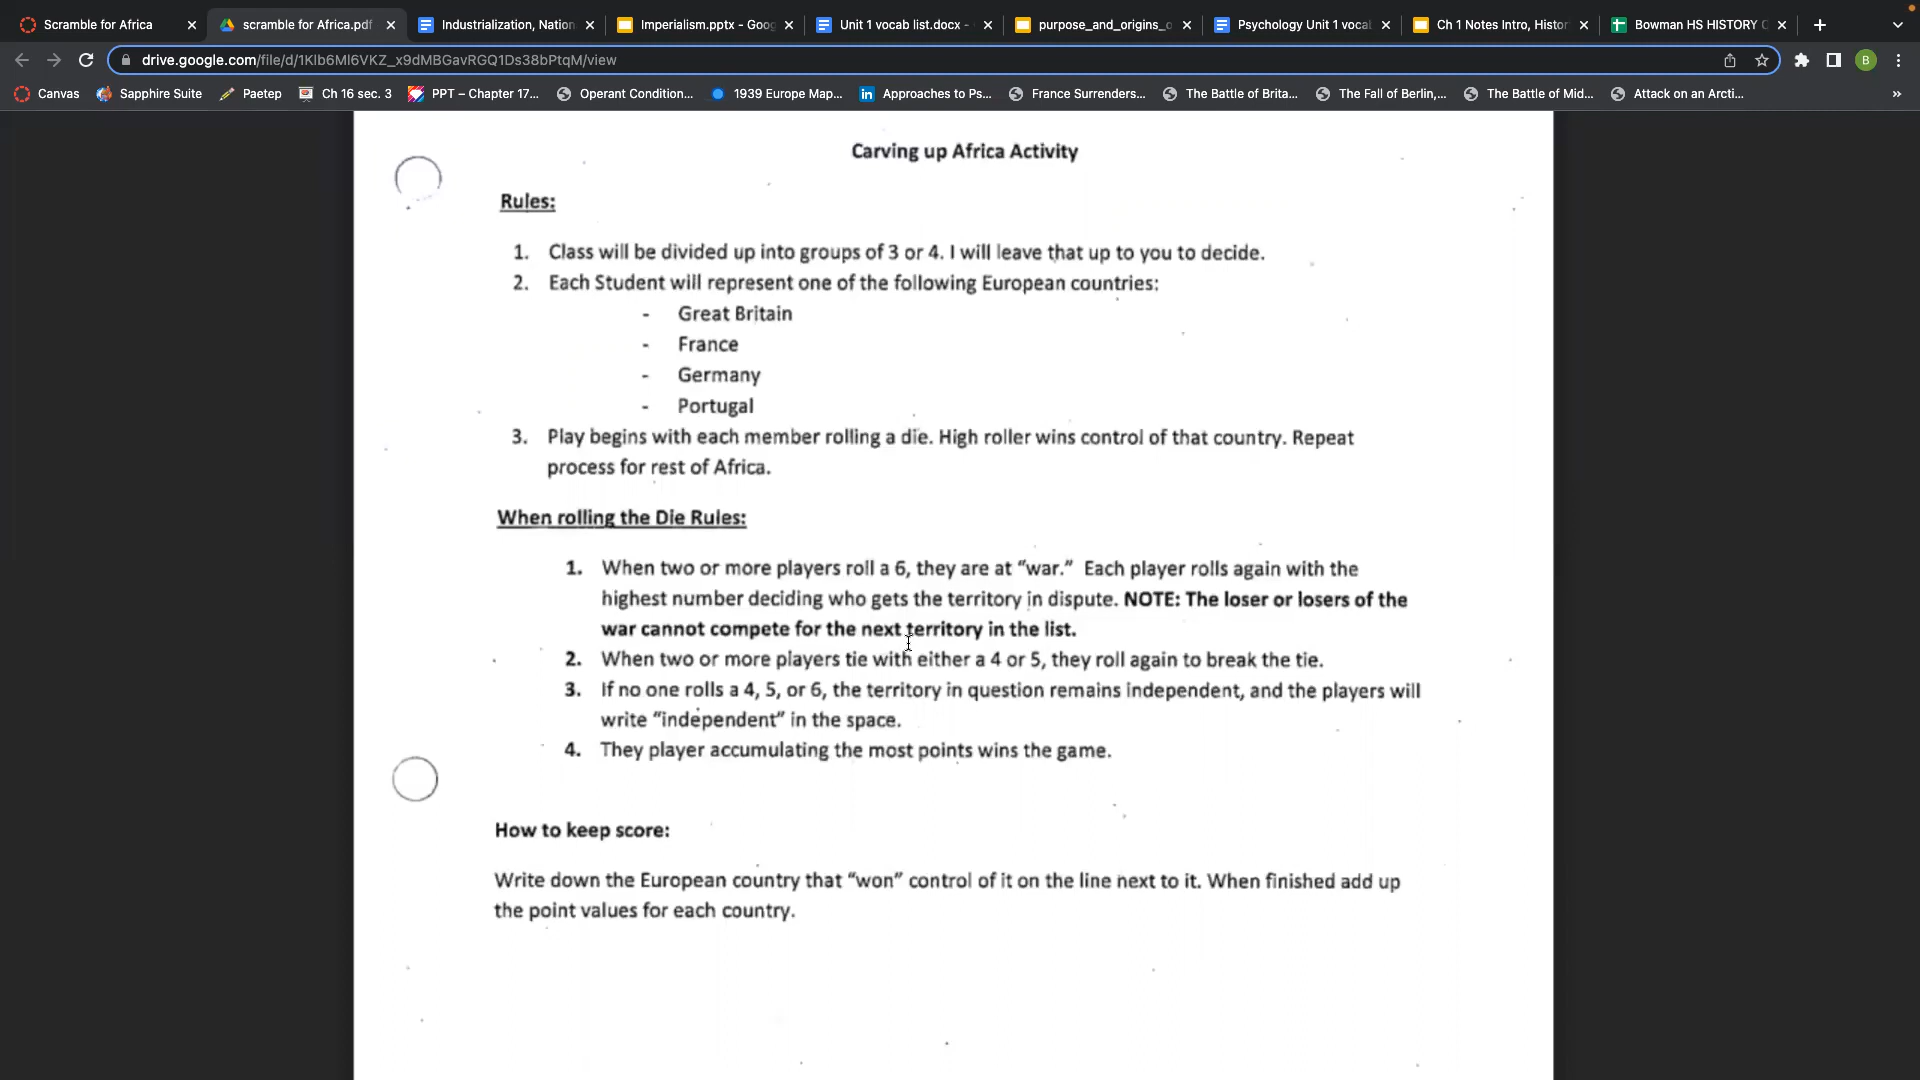 Scramble for Africa
scramble for Africa.pdf
Industrialization, Nation
Imperialism.pptx - Goog
Unit 1 vocab list.docx -
purpose_and_origins_o
Psychology Unit 1 vocab
Ch 1 Notes Intro, Histor
Bowman HS HISTORY C
drive.google.com/file/d/1KIb6MI6VKZ_x9dMBGavRGQ1Ds38bPtqM/view
B
Canvas
Sapphire Suite
Paetep
Ch 16 sec. 3
PPT – Chapter 17...
Operant Condition...
1939 Europe Map...
Approaches to Ps...
France Surrenders...
The Battle of Brita...
The Fall of Berlin,...
The Battle of Mid...
Attack on an Arcti...
»
Carving up Africa Activity
Rules:
1. Class will be divided up into groups of 3 or 4. I will leave that up to you to decide.
2. Each Student will represent one of the following European countries:
- Great Britain
- France
- Germany
- Portugal
3. Play begins with each member rolling a die. High roller wins control of that country. Repeat
process for rest of Africa.
When rolling the Die Rules:
1. When two or more players roll a 6, they are at “war.” Each player rolls again with the
highest number deciding who gets the territory in dispute. NOTE: The loser or losers of the
war cannot compete for the next territory in the list.
2. When two or more players tie with either a 4 or 5, they roll again to break the tie.
3. If no one rolls a 4, 5, or 6, the territory in question remains independent, and the players will
write “independent” in the space.
4. They player accumulating the most points wins the game.
How to keep score:
Write down the European country that “won” control of it on the line next to it. When finished add up
the point values for each country.